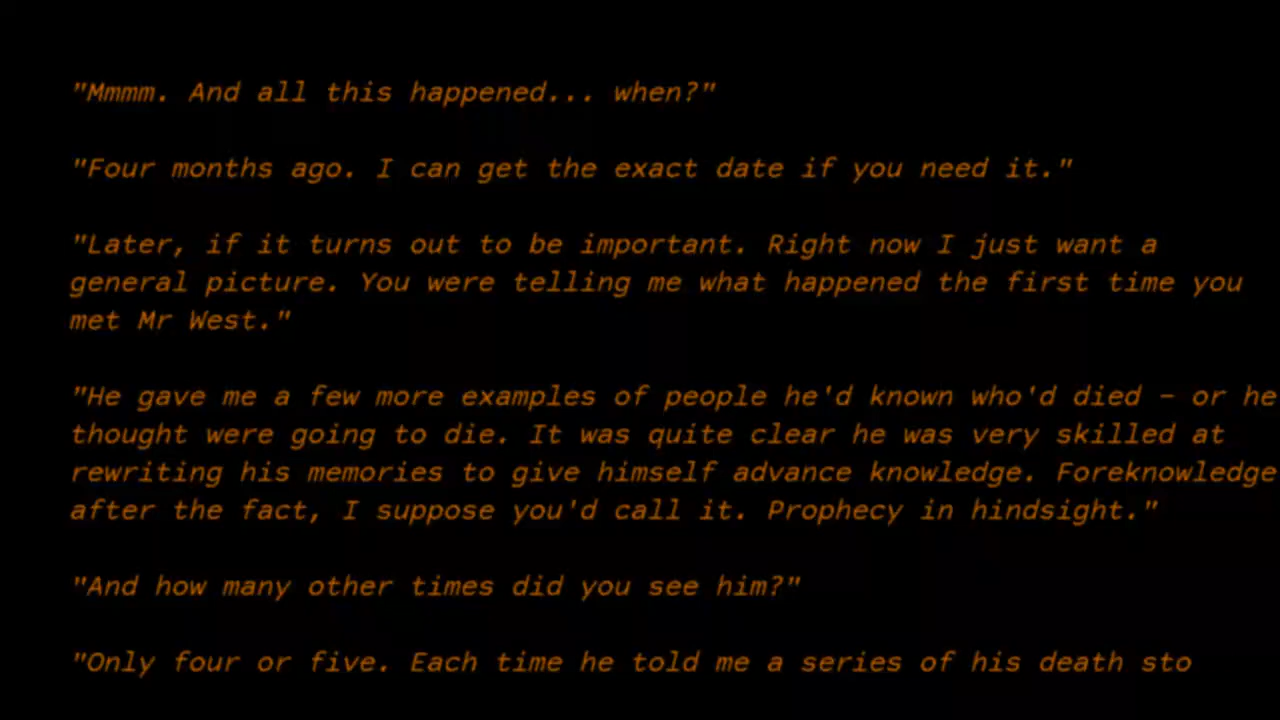 "Mmmm. And all this happened... when?"
"Four months ago. I can get the exact date if you need it."
"Later, if it turns out to be important. Right now I just want a
general picture. You were telling me what happened the first time you
met Mr West."
"He gave me a few more examples of people he'd known who'd died – or he
thought were going to die. It was quite clear he was very skilled at
rewriting his memories to give himself advance knowledge. Foreknowledge
after the fact, I suppose you'd call it. Prophecy in hindsight."
"And how many other times did you see him?"
"Only four or five. Each time he told me a series of his death sto